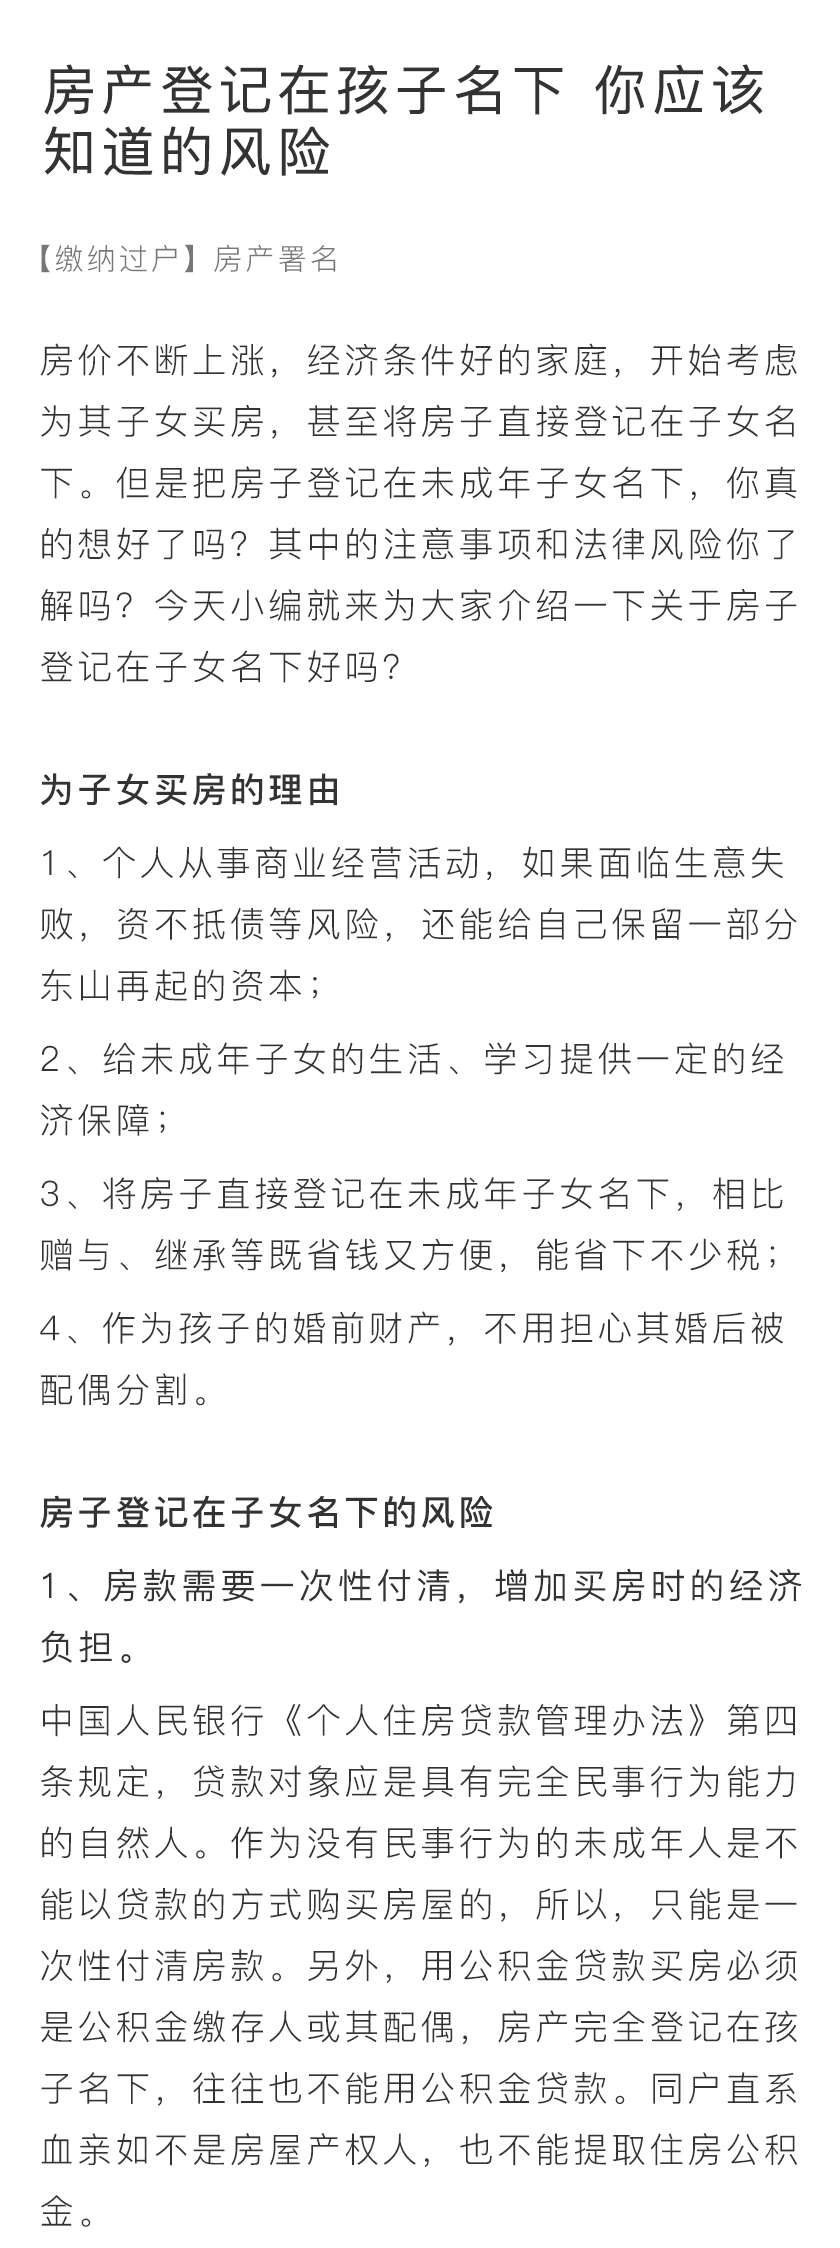 房产登记在孩子名下 你应该
知道的风险
【缴纳过户】房产署名
房价不断上涨，经济条件好的家庭，开始考虑
为其子女买房，甚至将房子直接登记在子女名
下。但是把房子登记在未成年子女名下，你真
的想好了吗？其中的注意事项和法律风险你了
解吗？今天小编就来为大家介绍一下关于房子
登记在子女名下好吗？
为子女买房的理由
1、个人从事商业经营活动，如果面临生意失
败，资不抵债等风险，还能给自己保留一部分
东山再起的资本；
2、给未成年子女的生活、学习提供一定的经
济保障；
3、将房子直接登记在未成年子女名下，相比
赠与、继承等既省钱又方便，能省下不少税；
4、作为孩子的婚前财产，不用担心其婚后被
配偶分割。
房子登记在子女名下的风险
1、房款需要一次性付清，增加买房时的经济
负担。
中国人民银行《个人住房贷款管理办法》第四
条规定，贷款对象应是具有完全民事行为能力
的自然人。作为没有民事行为的未成年人是不
能以贷款的方式购买房屋的，所以，只能是一
次性付清房款。另外，用公积金贷款买房必须
是公积金缴存人或其配偶，房产完全登记在孩
子名下，往往也不能用公积金贷款。同户直系
血亲如不是房屋产权人，也不能提取住房公积
金。